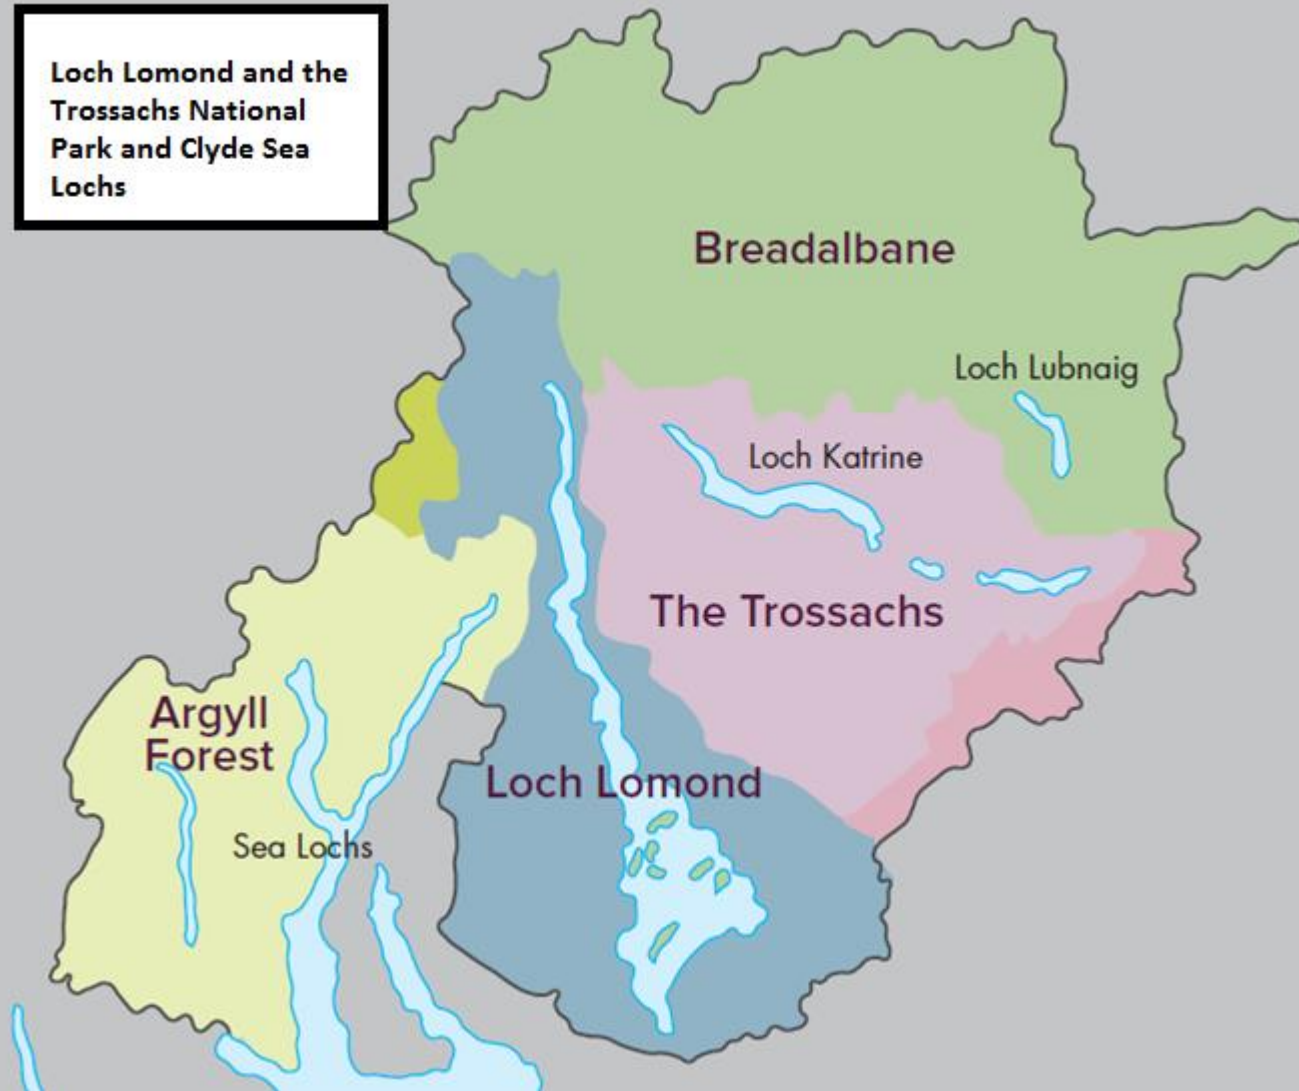 Loch Lomond and the
Trossachs National
Park and Clyde Sea
Lochs
Breadalbane
Loch Lubnaig
Loch Katrine
The Trossachs
Argyll
Forest
Loch Lomond
Sea Lochs